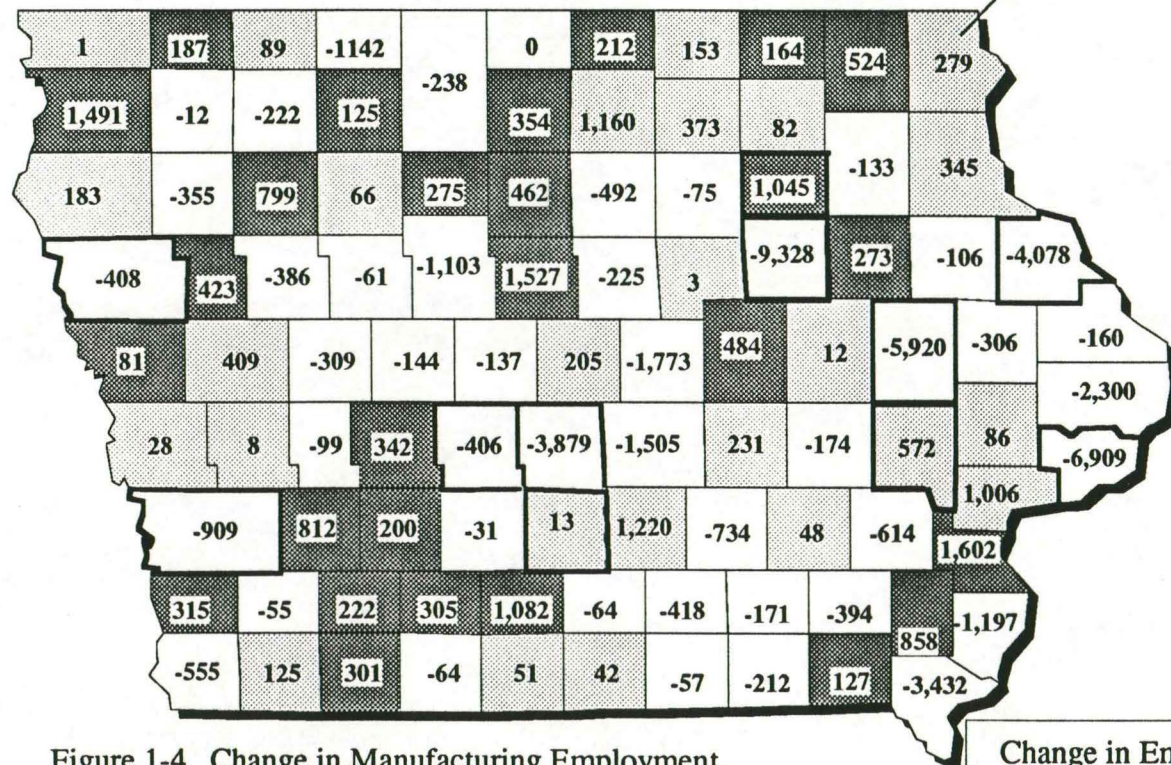 1 187 89 -1142 0 212 153 164 524 279
-238
1,491 -12 -222 125 354 1,160 373 82
183 -355 799 66 275 462 -492 -75 1,045 -133 345
-408 423 -386 -61 -1,103 1,527 -225 3 -9,328 273 -106 -4,078
81 409 -309 -144 -137 205 -1,773 484 12 -5,920 -306 -160
-2,300
28 8 -99 342 -406 -3,879 -1,505 231 -174 572 86 -6,909
-909 812 200 -31 13 1,220 -734 48 -614 1,006
1,602
315 -55 222 305 1,082 -64 -418 -171 -394 858 -1,197
-555 125 301 -64 51 42 -57 -212 127 -3,432
Figure 1-4 Change in Manufacturing Employment
Change in En